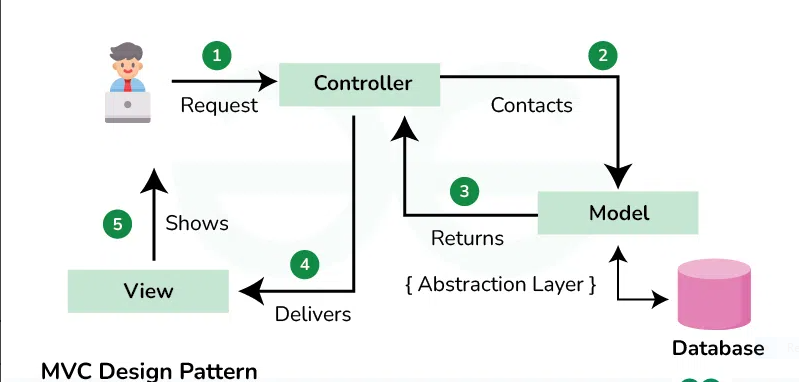 1
2
Controller
Request
Contacts
3
Model
5
Shows
Returns
4
{ Abstraction Layer }
View
Delivers
Database
MVC Design Pattern